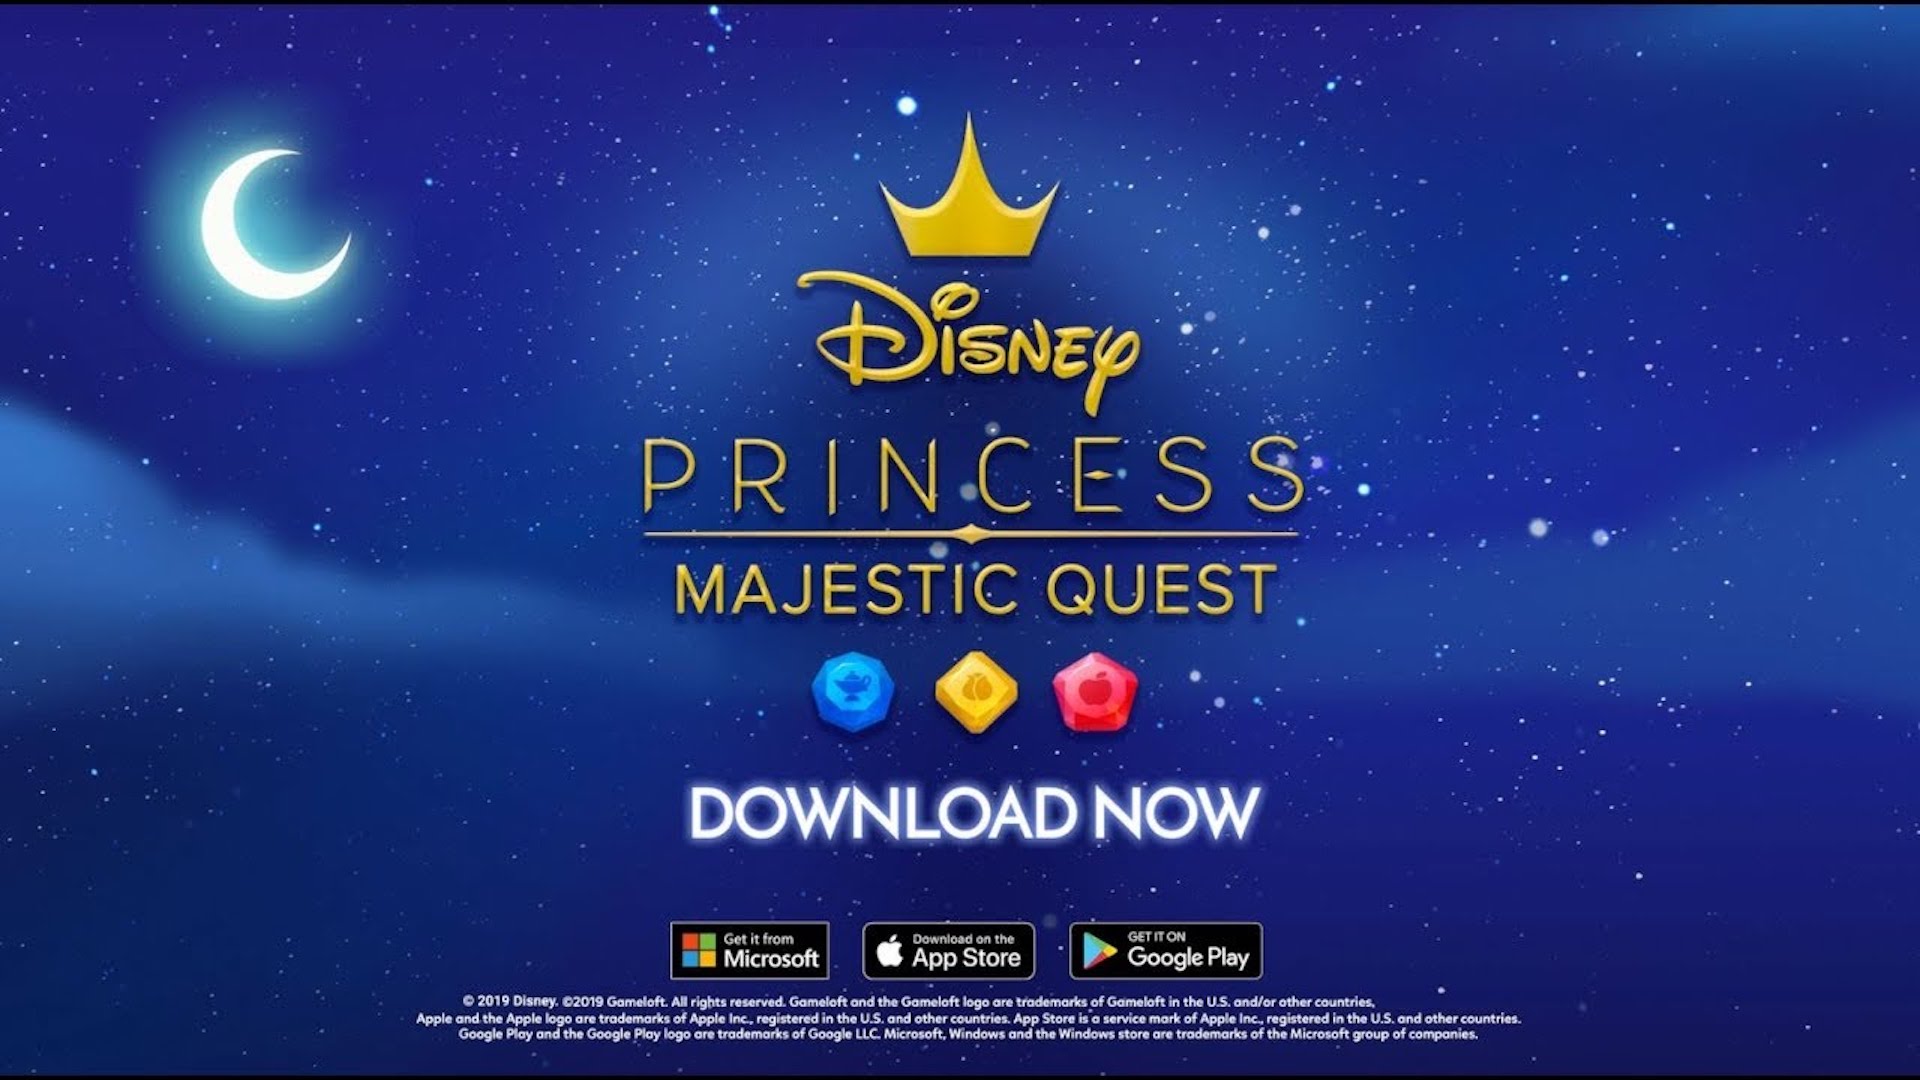 Disney
PRINCESS
MAJESTIC QUEST
DOWNLOAD NOW
Get it from
Microsoft
Download on the
App Store
GET IT ON
Google Play
© 2019 Disney. ©2019 Gameloft. All rights reserved. Gameloft and the Gameloft logo are trademarks of Gameloft in the U.S. and/or other countries,
Apple and the Apple logo are trademarks of Apple Inc., registered in the U.S. and other countries. App Store is a service mark of Apple Inc., registered in the U.S. and other countries.
Google Play and the Google Play logo are trademarks of Google LLC. Microsoft, Windows and the Windows store are trademarks of the Microsoft group of companies.